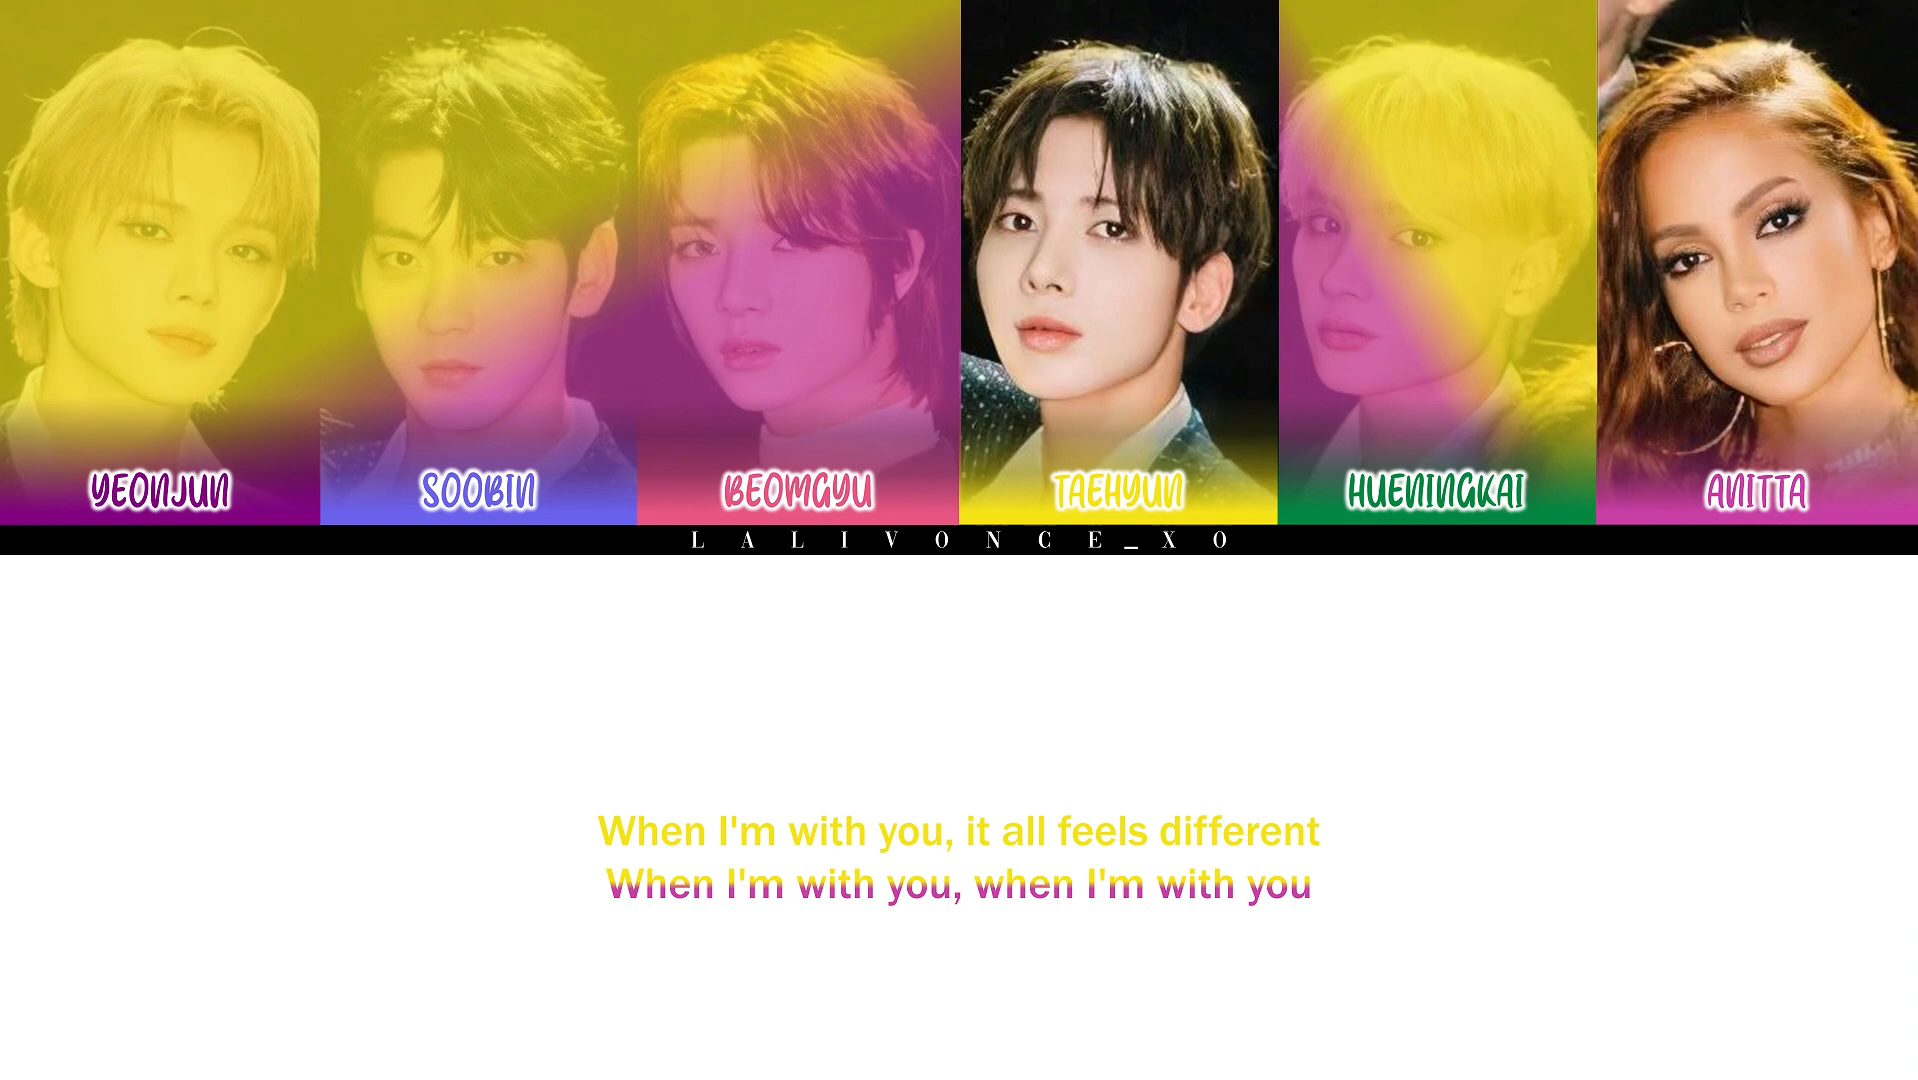 YEONJUN SOOBIN BEOMGYU TAEHYUN HUENINGKAI ANITTA
LALIVONCE_XO
When I'm with you, it all feels different
When I'm with you, when I'm with you